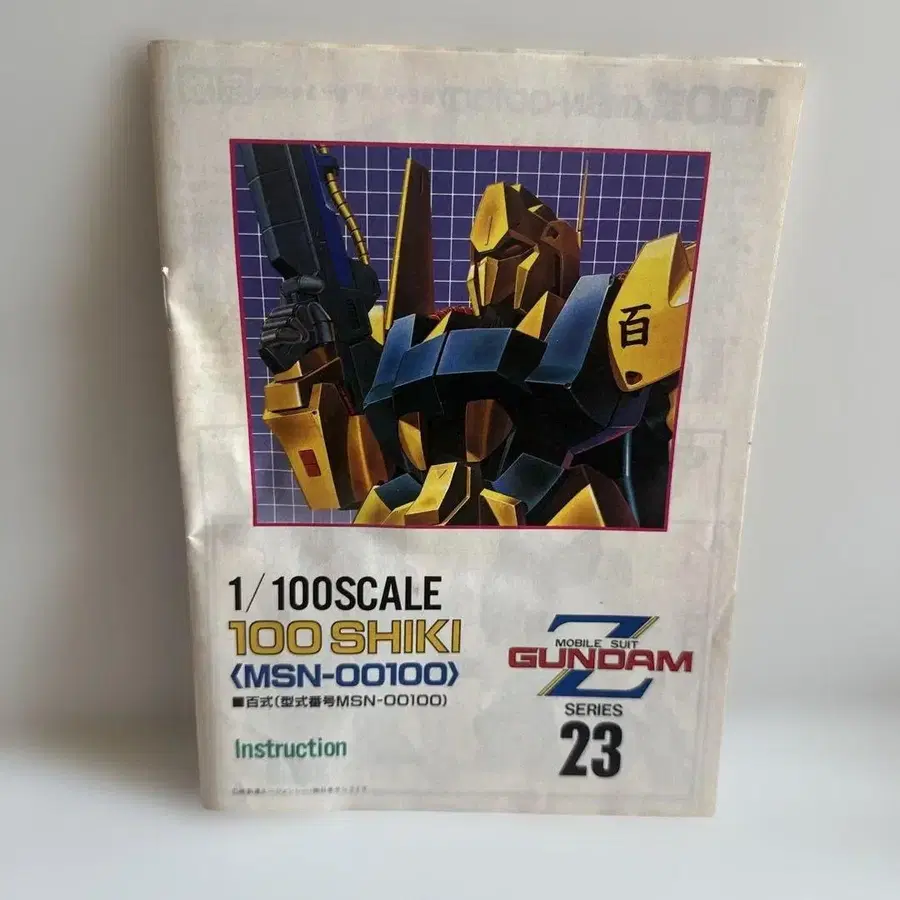 百
1/100SCALE
100 SHIKI
〈MSN-00100〉
■百式(型式番号MSN-00100)
Instruction
MOBILE SUIT
Z
GUNDAM
SERIES
23